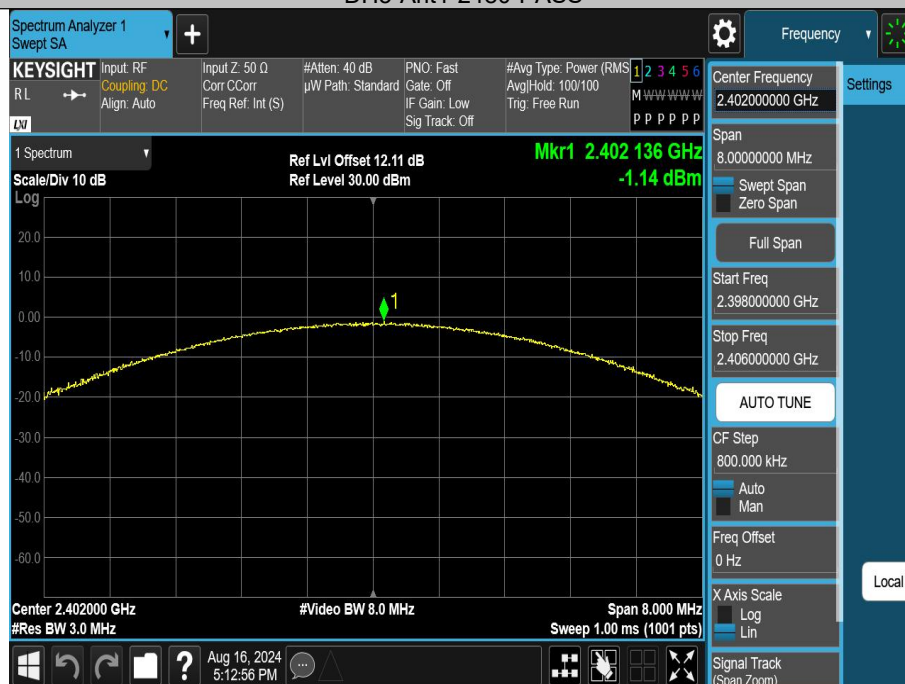 Spectrum Analyzer 1
Swept SA
Frequency
KEYSIGHT
RL
LXI
Input: RF
Coupling: DC
Align: Auto
Input Z: 50 Ω
Corr CCorr
Freq Ref: Int (S)
#Atten: 40 dB
µW Path: Standard
PNO: Fast
Gate: Off
IF Gain: Low
Sig Track: Off
#Avg Type: Power (RMS
Avg|Hold: 100/100
Trig: Free Run
1 2 3 4 5 6
M W W W W W
P P P P P P
1 Spectrum
Scale/Div 10 dB
Log
Ref Lvl Offset 12.11 dB
Ref Level 30.00 dBm
Mkr1 2.402 136 GHz
-1.14 dBm
20.0
10.0
0.00
-10.0
-20.0
-30.0
-40.0
-50.0
-60.0
1
Center 2.402000 GHz
#Res BW 3.0 MHz
#Video BW 8.0 MHz
Span 8.000 MHz
Sweep 1.00 ms (1001 pts)
Aug 16, 2024
5:12:56 PM
Center Frequency
2.402000000 GHz
Span
8.00000000 MHz
Swept Span
Zero Span
Full Span
Start Freq
2.398000000 GHz
Stop Freq
2.406000000 GHz
AUTO TUNE
CF Step
800.000 kHz
Auto
Man
Freq Offset
0 Hz
X Axis Scale
Log
Lin
Signal Track
(Span Zoom)
Settings
Local